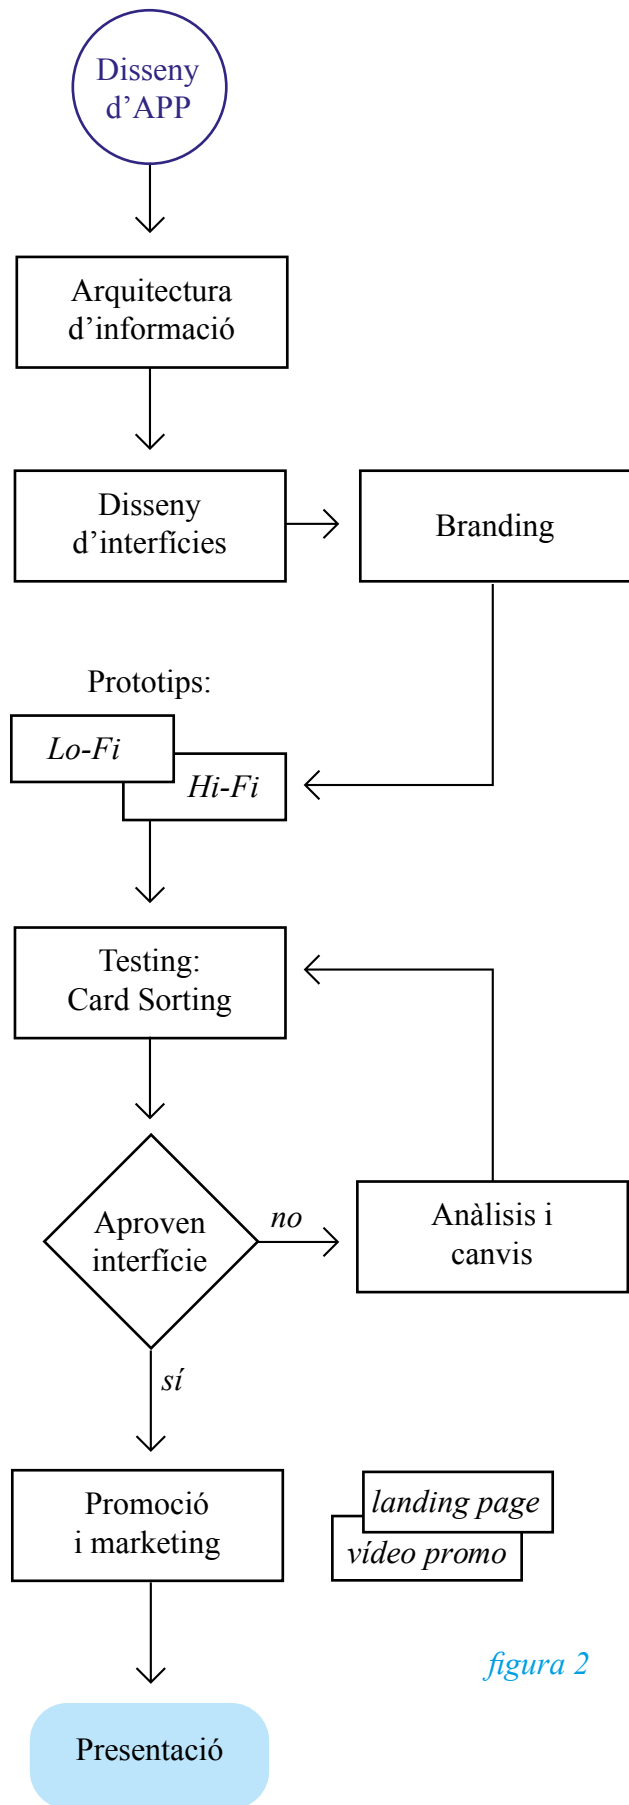 Disseny
d’APP
Arquitectura
d’informació
Disseny
d’interfícies
Branding
Prototips:
Lo-Fi
Hi-Fi
Testing:
Card Sorting
Aproven
interfície
no
Anàlisis i
canvis
sí
Promoció
i marketing
landing page
vídeo promo
figura 2
Presentació